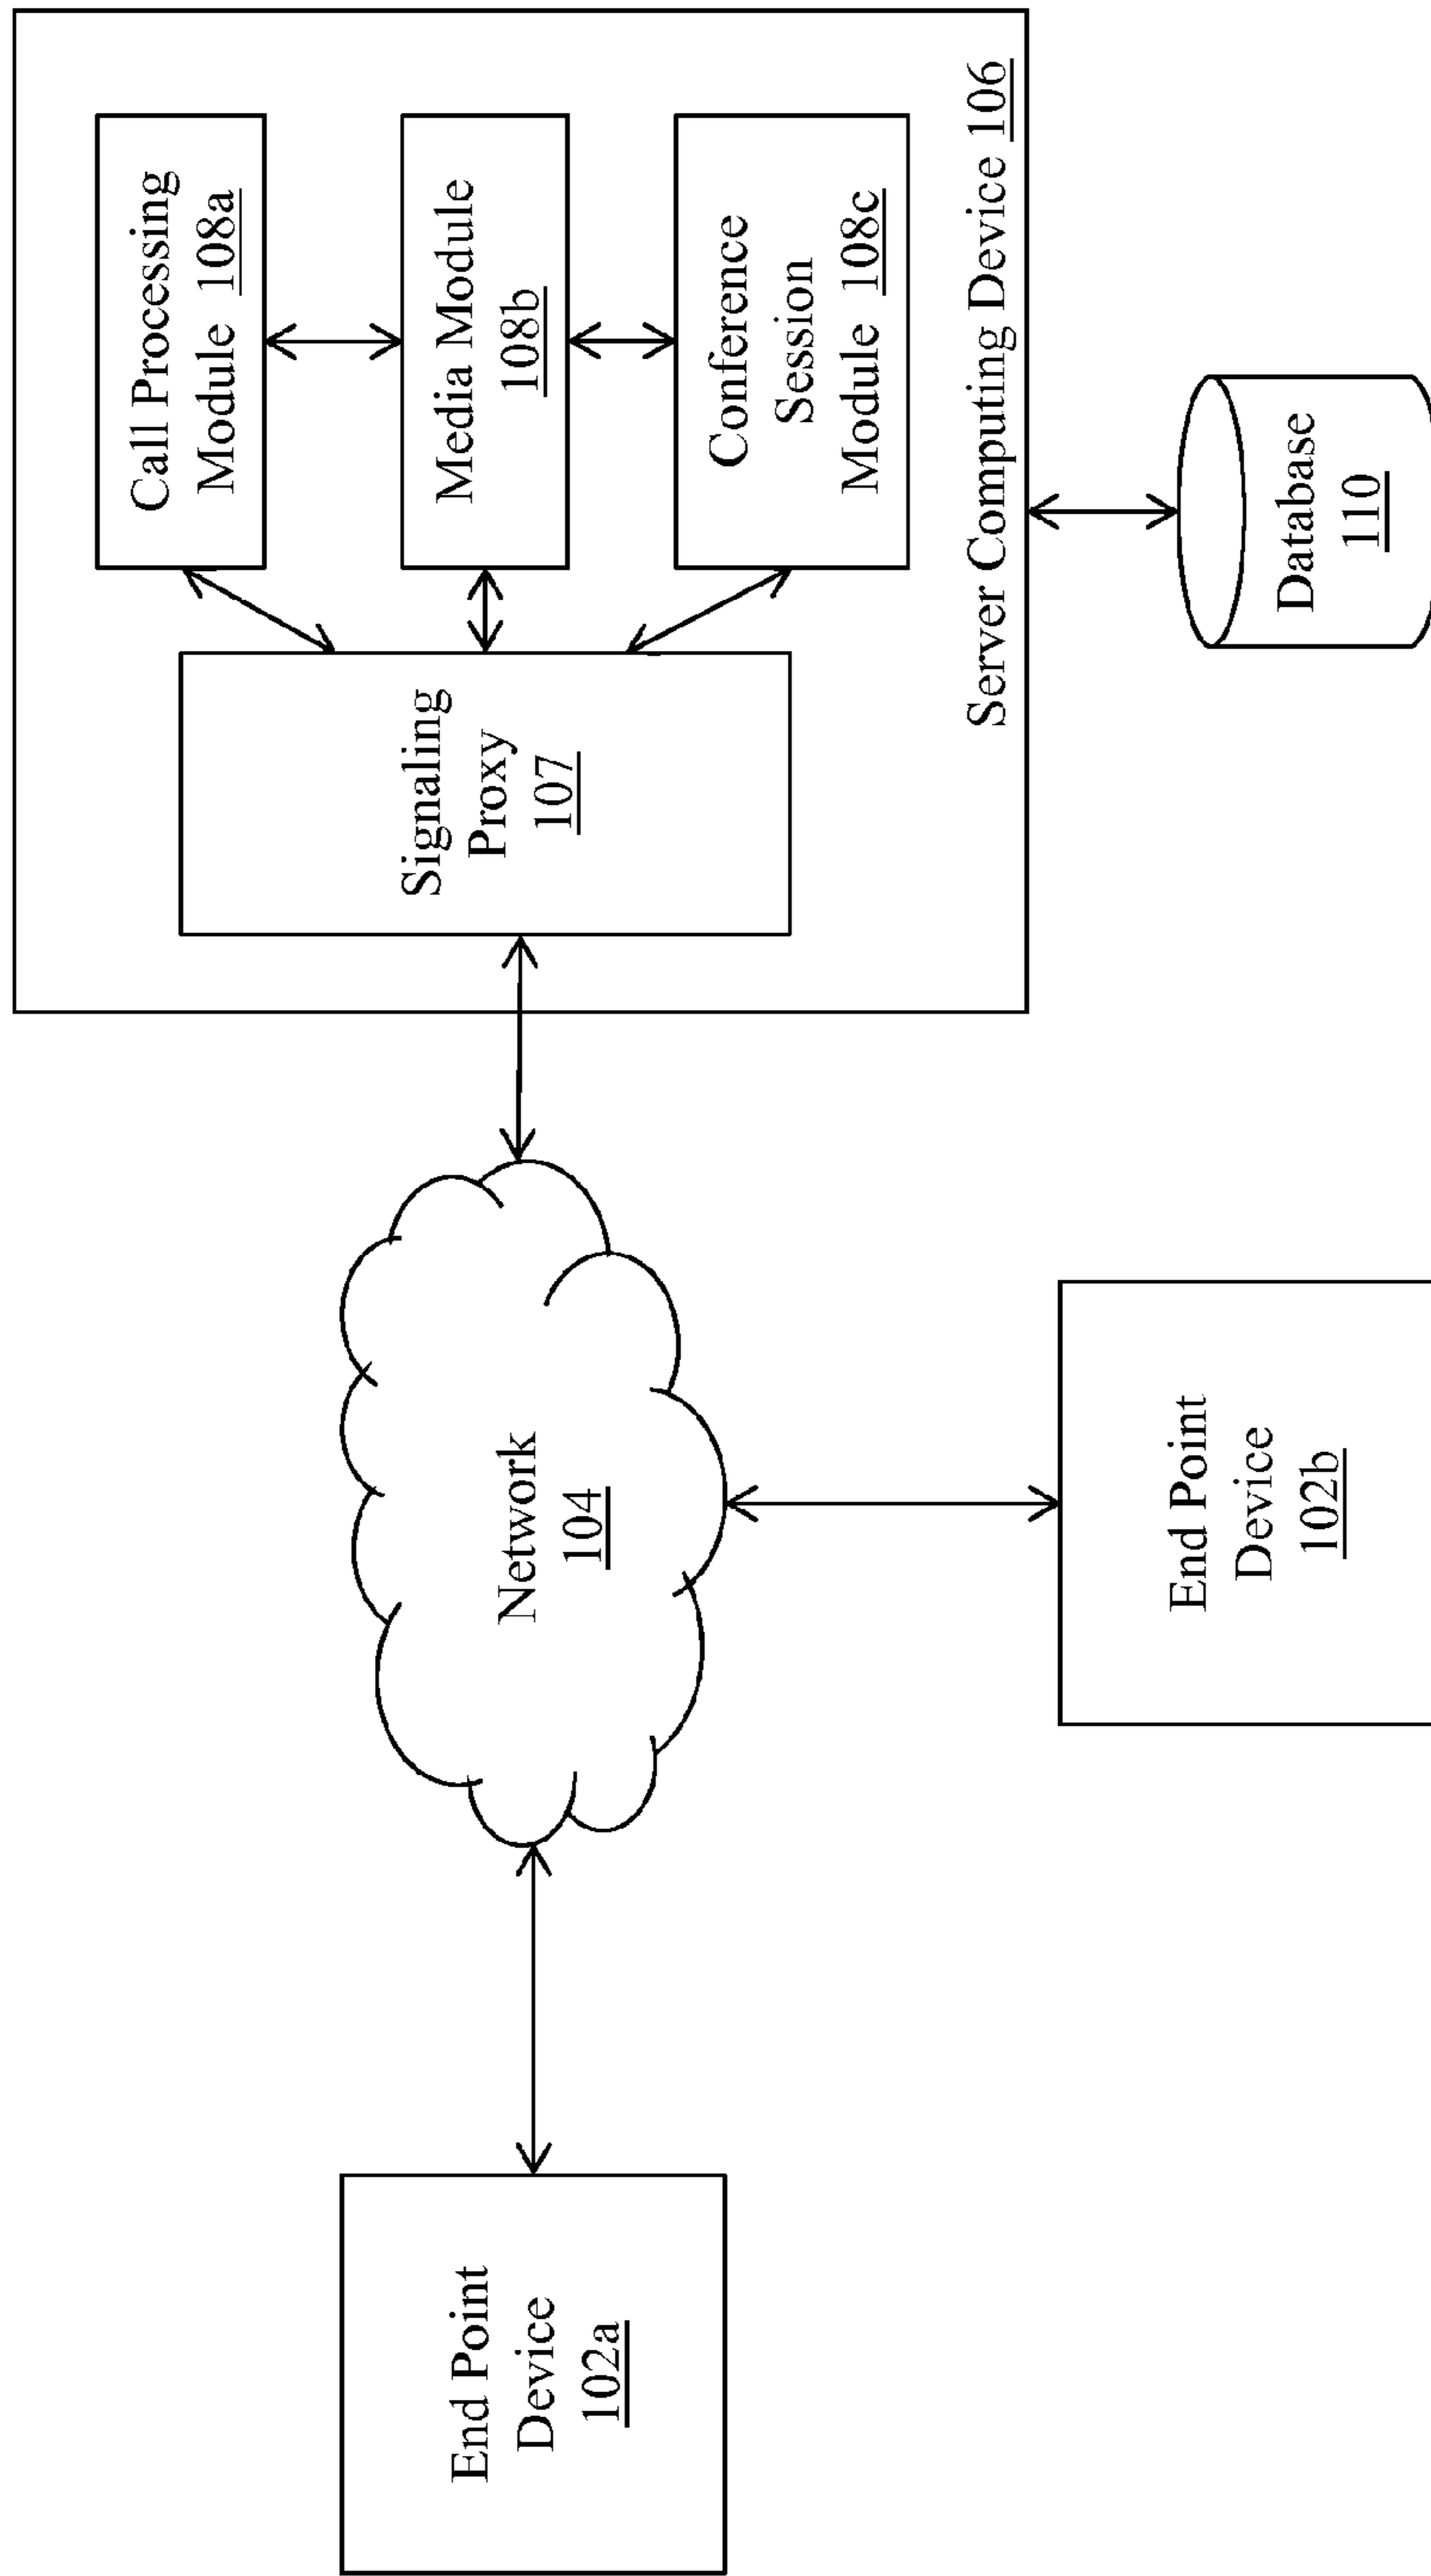 End Point
Device
102a
Network
104
End Point
Device
102b
Signaling
Proxy
107
Call Processing
Module 108a
Media Module
108b
Conference
Session
Module 108c
Server Computing Device 106
Database
110